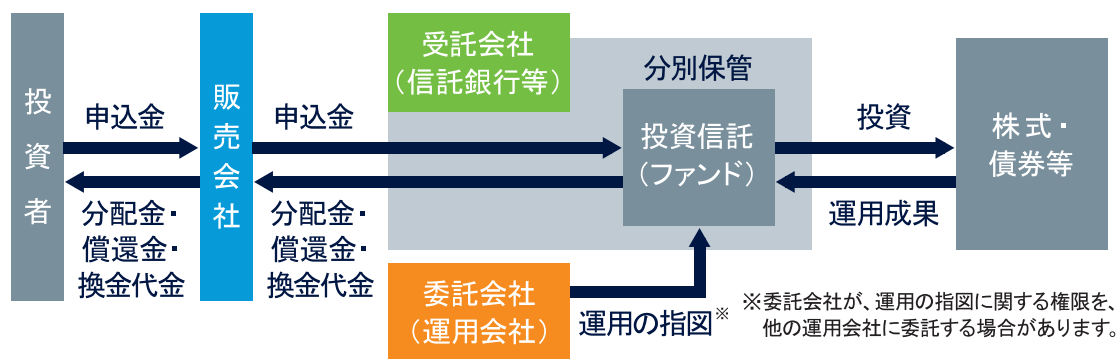 投資者
申込金
分配金・
償還金・
換金代金
販売会社
申込金
分配金・
償還金・
換金代金
受託会社
（信託銀行等）
分別保管
投資信託
（ファンド）
委託会社
（運用会社）
運用の指図※
投資
運用成果
株式・
債券等
※委託会社が、運用の指図に関する権限を、
他の運用会社に委託する場合があります。